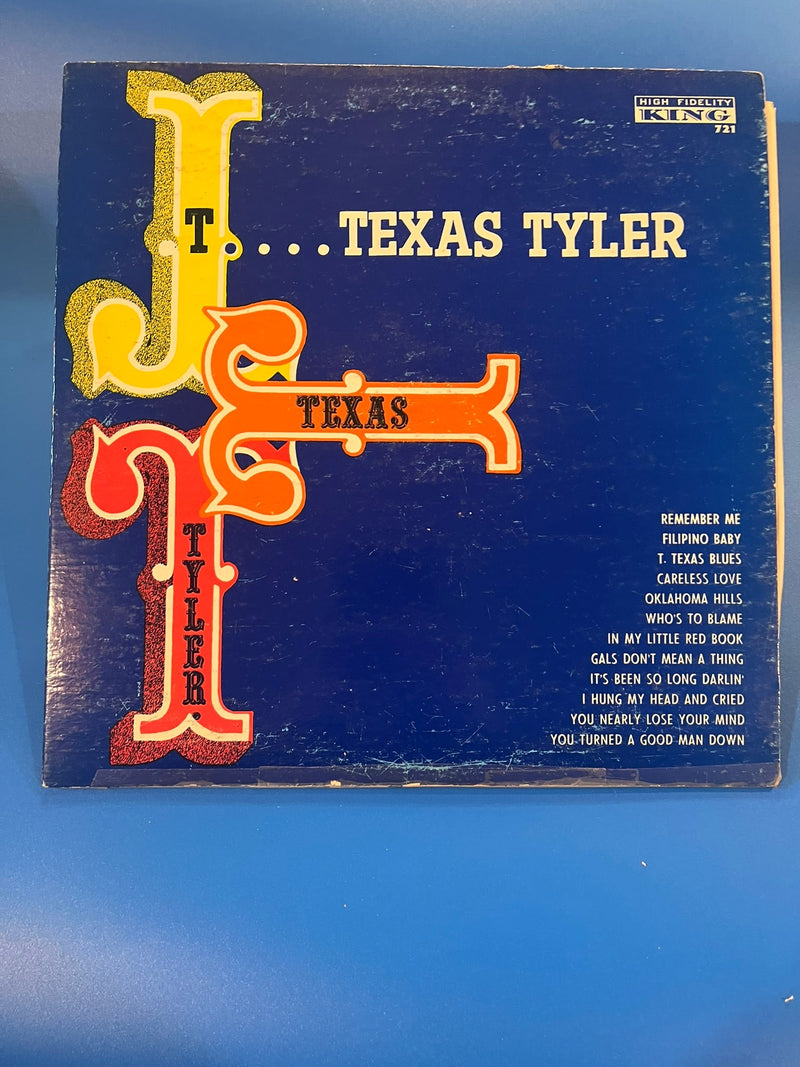 HIGH FIDELITY
KING
721
T....TEXAS TYLER
TEXAS
TYLER.
REMEMBER ME
FILIPINO BABY
T. TEXAS BLUES
CARELESS LOVE
OKLAHOMA HILLS
WHO'S TO BLAME
IN MY LITTLE RED BOOK
GALS DON'T MEAN A THING
IT'S BEEN SO LONG DARLIN'
I HUNG MY HEAD AND CRIED
YOU NEARLY LOSE YOUR MIND
YOU TURNED A GOOD MAN DOWN